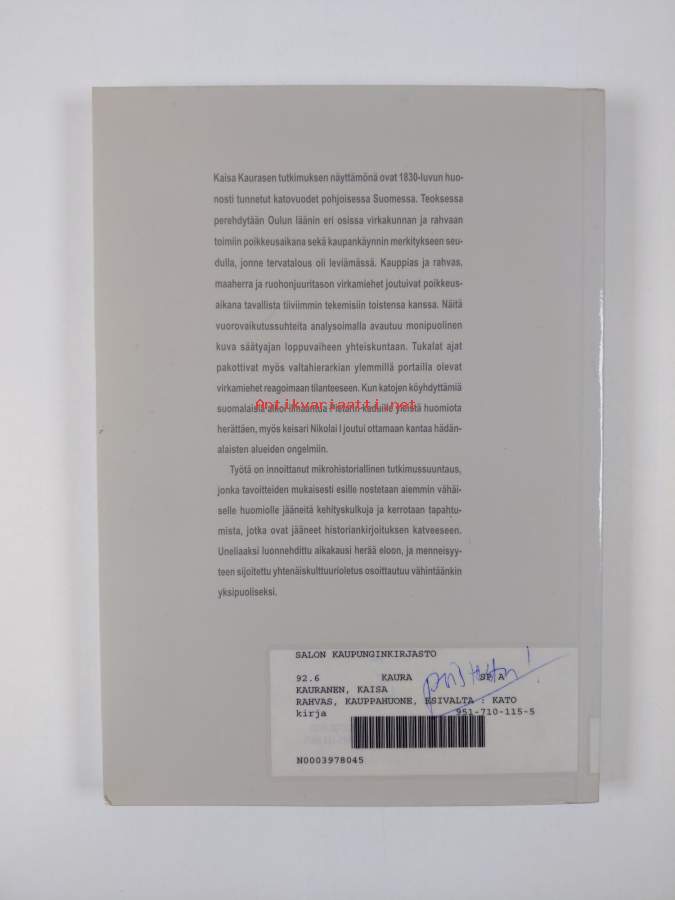 Kaisa Kaurasen tutkimuksen näyttämönä ovat 1830-luvun huo-
nosti tunnetut katovuodet pohjoisessa Suomessa. Teoksessa
perehdytään Oulun läänin eri osissa virkakunnan ja rahvaan
toimiin poikkeusaikana sekä kaupankäynnin merkitykseen seu-
dulla, jonne tervatalous oli leviämässä. Kauppias ja rahvas,
maaherra ja ruohonjuuritason virkamiehet joutuivat poikkeus-
aikana tavallista tiiviimmin tekemisiin toistensa kanssa. Näitä
vuorovaikutussuhteita analysoimalla avautuu monipuolinen
kuva säätyajan loppuvaiheen yhteiskuntaan. Tukalat ajat
pakottivat myös valtahierarkian ylemmillä portailla olevat
virkamiehet reagoimaan tilanteeseen. Kun katojen köyhdyttämiä
suomalaisia alkoi ilmaantua Pietarin kaduille yleistä huomiota
Antikvariaatti.net
herättäen, myös keisari Nikolai I joutui ottamaan kantaa hädän-
alaisten alueiden ongelmiin.
Työtä on innoittanut mikrohistoriallinen tutkimussuuntaus,
jonka tavoitteiden mukaisesti esille nostetaan aiemmin vähäi-
selle huomiolle jääneitä kehityskulkuja ja kerrotaan tapahtu-
mista, jotka ovat jääneet historiankirjoituksen katveeseen.
Uneliaaksi luonnehdittu aikakausi herää eloon, ja menneisyy-
teen sijoitettu yhtenäiskulttuurioletus osoittautuu vähintäänkin
yksipuoliseksi.
SALON KAUPUNGINKIRJASTO
92.6 KAURA SF A
poistettu!
KAURANEN, KAISA
RAHVAS, KAUPPAHUONE, ESIVALTA : KATO
kirja 951-710-115-5
N0003978045